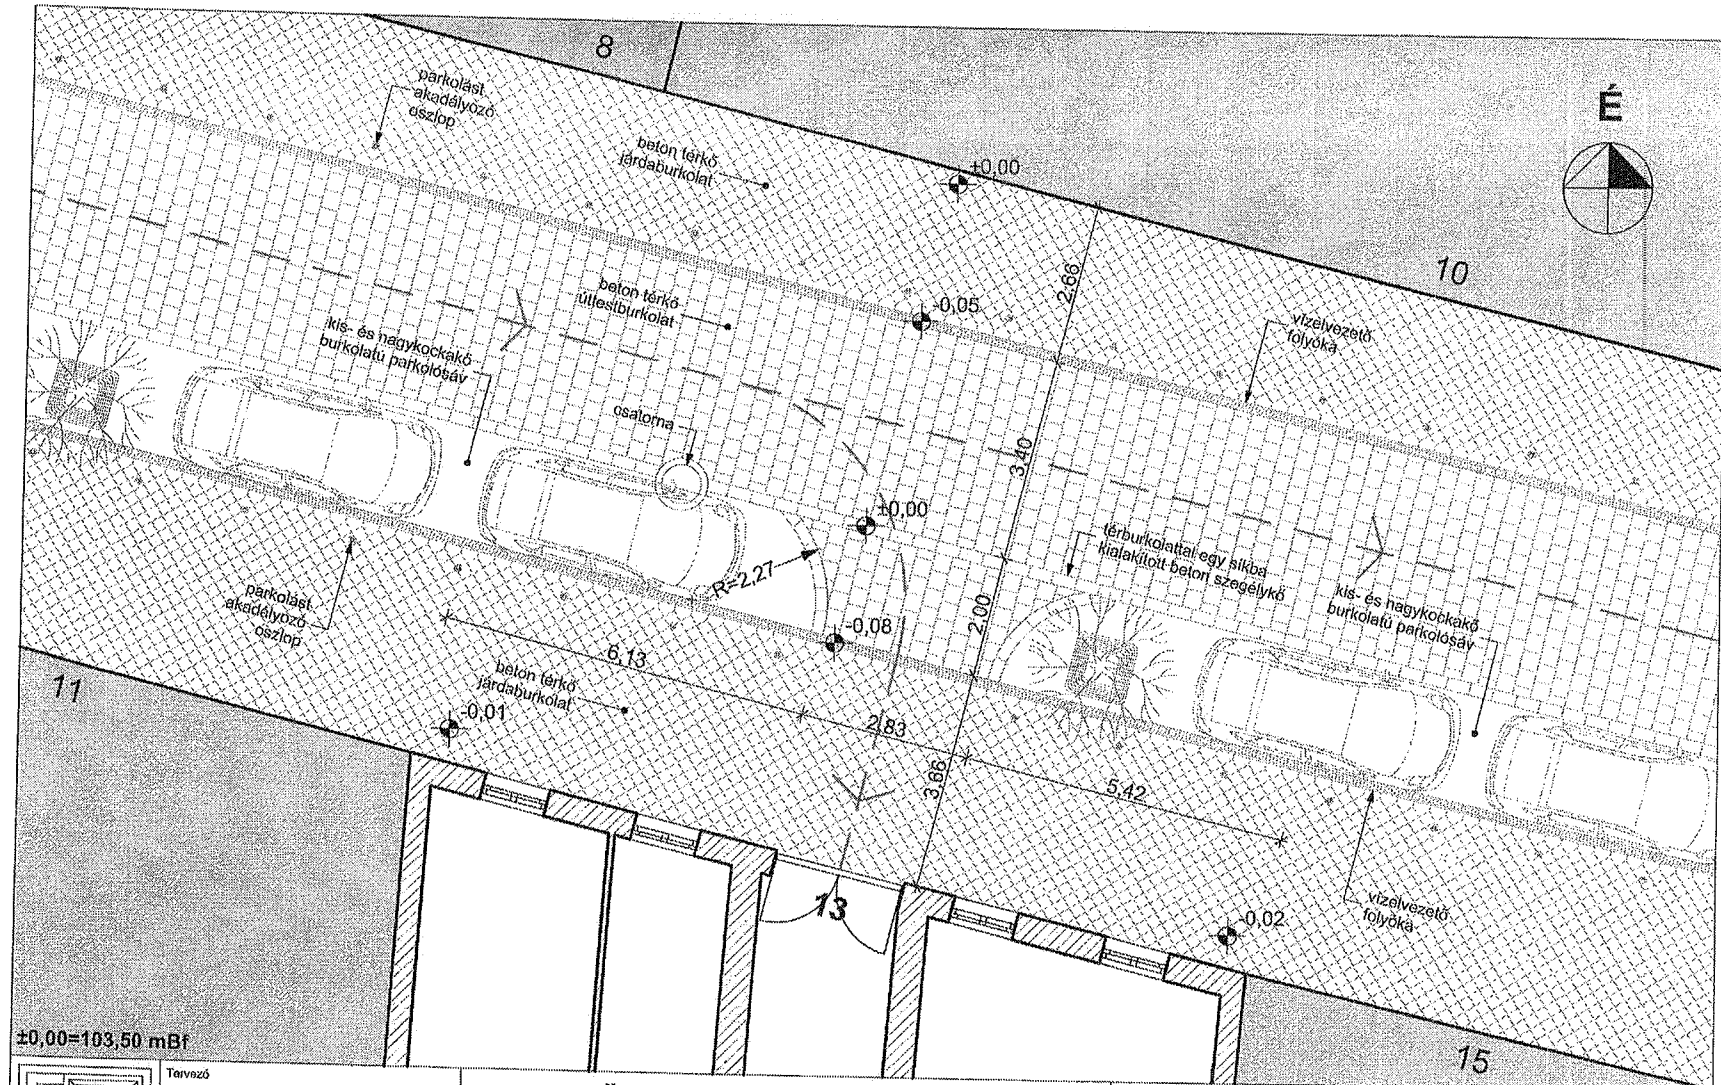 8
É
parkolást
akadályozó
oszlop
beton térkő
járdaburkolat
±0,00
10
2,66
beton térkő
úttestburkolat
-0,05
vízelvezető
folyóka
kis- és nagykockakő
burkolatú parkolósáv
csatorna
3,40
±0,00
térburkolattal egy síkba
kialakított beton szegélykő
R=2,27
kis- és nagykockakő
burkolatú parkolósáv
parkolást
akadályozó
oszlop
2,00
-0,08
6,13
beton térkő
járdaburkolat
11
-0,01
2,83
3,66
5,42
13
vízelvezető
folyóka
-0,02
±0,00=103,50 mBf
15
Tervező